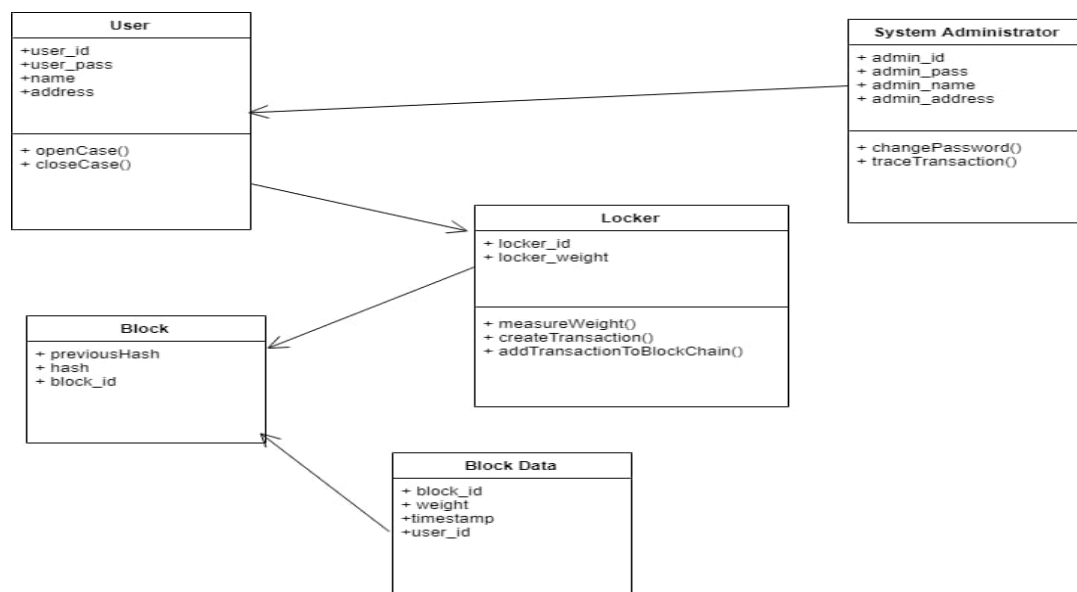 User
+user_id
+user_pass
+name
+address
+ openCase()
+ closeCase()
System Administrator
+ admin_id
+ admin_pass
+ admin_name
+ admin_address
+ changePassword()
+ traceTransaction()
Locker
+ locker_id
+ locker_weight
+ measureWeight()
+ createTransaction()
+ addTransactionToBlockChain()
Block
+ previousHash
+ hash
+ block_id
Block Data
+ block_id
+ weight
+timestamp
+user_id